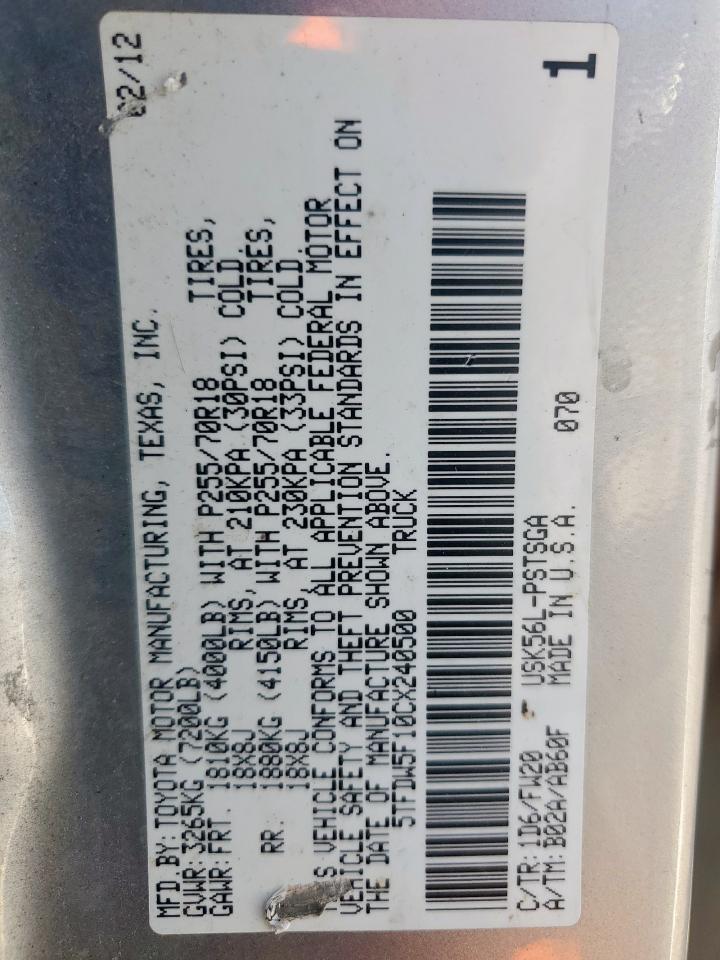 MFD.BY:TOYOTA MOTOR MANUFACTURING, TEXAS, INC. 02/12
GVWR:3265KG (7200LB)
GAWR:FRT. 1810KG (4000LB) WITH P255/70R18 TIRES,
18X8J RIMS, AT 210KPA (30PSI) COLD.
RR. 1880KG (4150LB) WITH P255/70R18 TIRES,
18X8J RIMS, AT 230KPA (33PSI) COLD.
VEHICLE CONFORMS TO ALL APPLICABLE FEDERAL MOTOR
VEHICLE SAFETY AND THEFT PREVENTION STANDARDS IN EFFECT ON
THE DATE OF MANUFACTURE SHOWN ABOVE.
5TFDW5F10CX240500 TRUCK
C/TR:1D6/FW20 USK56L-PSTSGA 070 1
A/TM:B02A/AB60F MADE IN U.S.A.